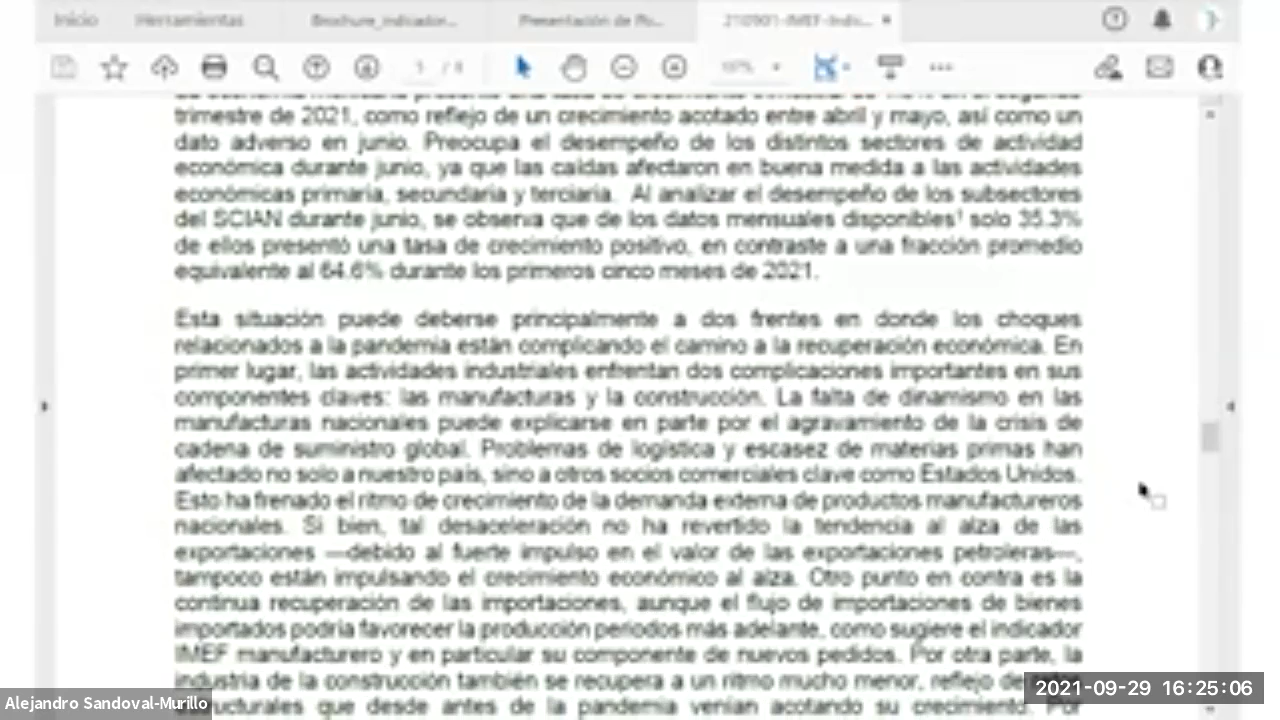 Inicio
Herramientas
Brochure_indicador...
Presentación de Ro...
210901-IMEF-Indic...
5 / 8
trimestre de 2021, como reflejo de un crecimiento acotado entre abril y mayo, así como un
dato adverso en junio. Preocupa el desempeño de los distintos sectores de actividad
económica durante junio, ya que las caídas afectaron en buena medida a las actividades
económicas primaria, secundaria y terciaria. Al analizar el desempeño de los subsectores
del SCIAN durante junio, se observa que de los datos mensuales disponibles¹ solo 35.3%
de ellos presentó una tasa de crecimiento positivo, en contraste a una fracción promedio
equivalente al 64.6% durante los primeros cinco meses de 2021.
Esta situación puede deberse principalmente a dos frentes en donde los choques
relacionados a la pandemia están complicando el camino a la recuperación económica. En
primer lugar, las actividades industriales enfrentan dos complicaciones importantes en sus
componentes claves: las manufacturas y la construcción. La falta de dinamismo en las
manufacturas nacionales puede explicarse en parte por el agravamiento de la crisis de
cadena de suministro global. Problemas de logística y escasez de materias primas han
afectado no solo a nuestro país, sino a otros socios comerciales clave como Estados Unidos.
Esto ha frenado el ritmo de crecimiento de la demanda externa de productos manufactureros
nacionales. Si bien, tal desaceleración no ha revertido la tendencia al alza de las
exportaciones —debido al fuerte impulso en el valor de las exportaciones petroleras—,
tampoco están impulsando el crecimiento económico al alza. Otro punto en contra es la
continua recuperación de las importaciones, aunque el flujo de importaciones de bienes
importados podría favorecer la producción periodos más adelante, como sugiere el indicador
IMEF manufacturero y en particular su componente de nuevos pedidos. Por otra parte, la
industria de la construcción también se recupera a un ritmo mucho menor, reflejo
que desde antes de la pandemia venían acotando su crecimiento. Por
Alejandro Sandoval-Murillo
2021-09-29 16:25:06